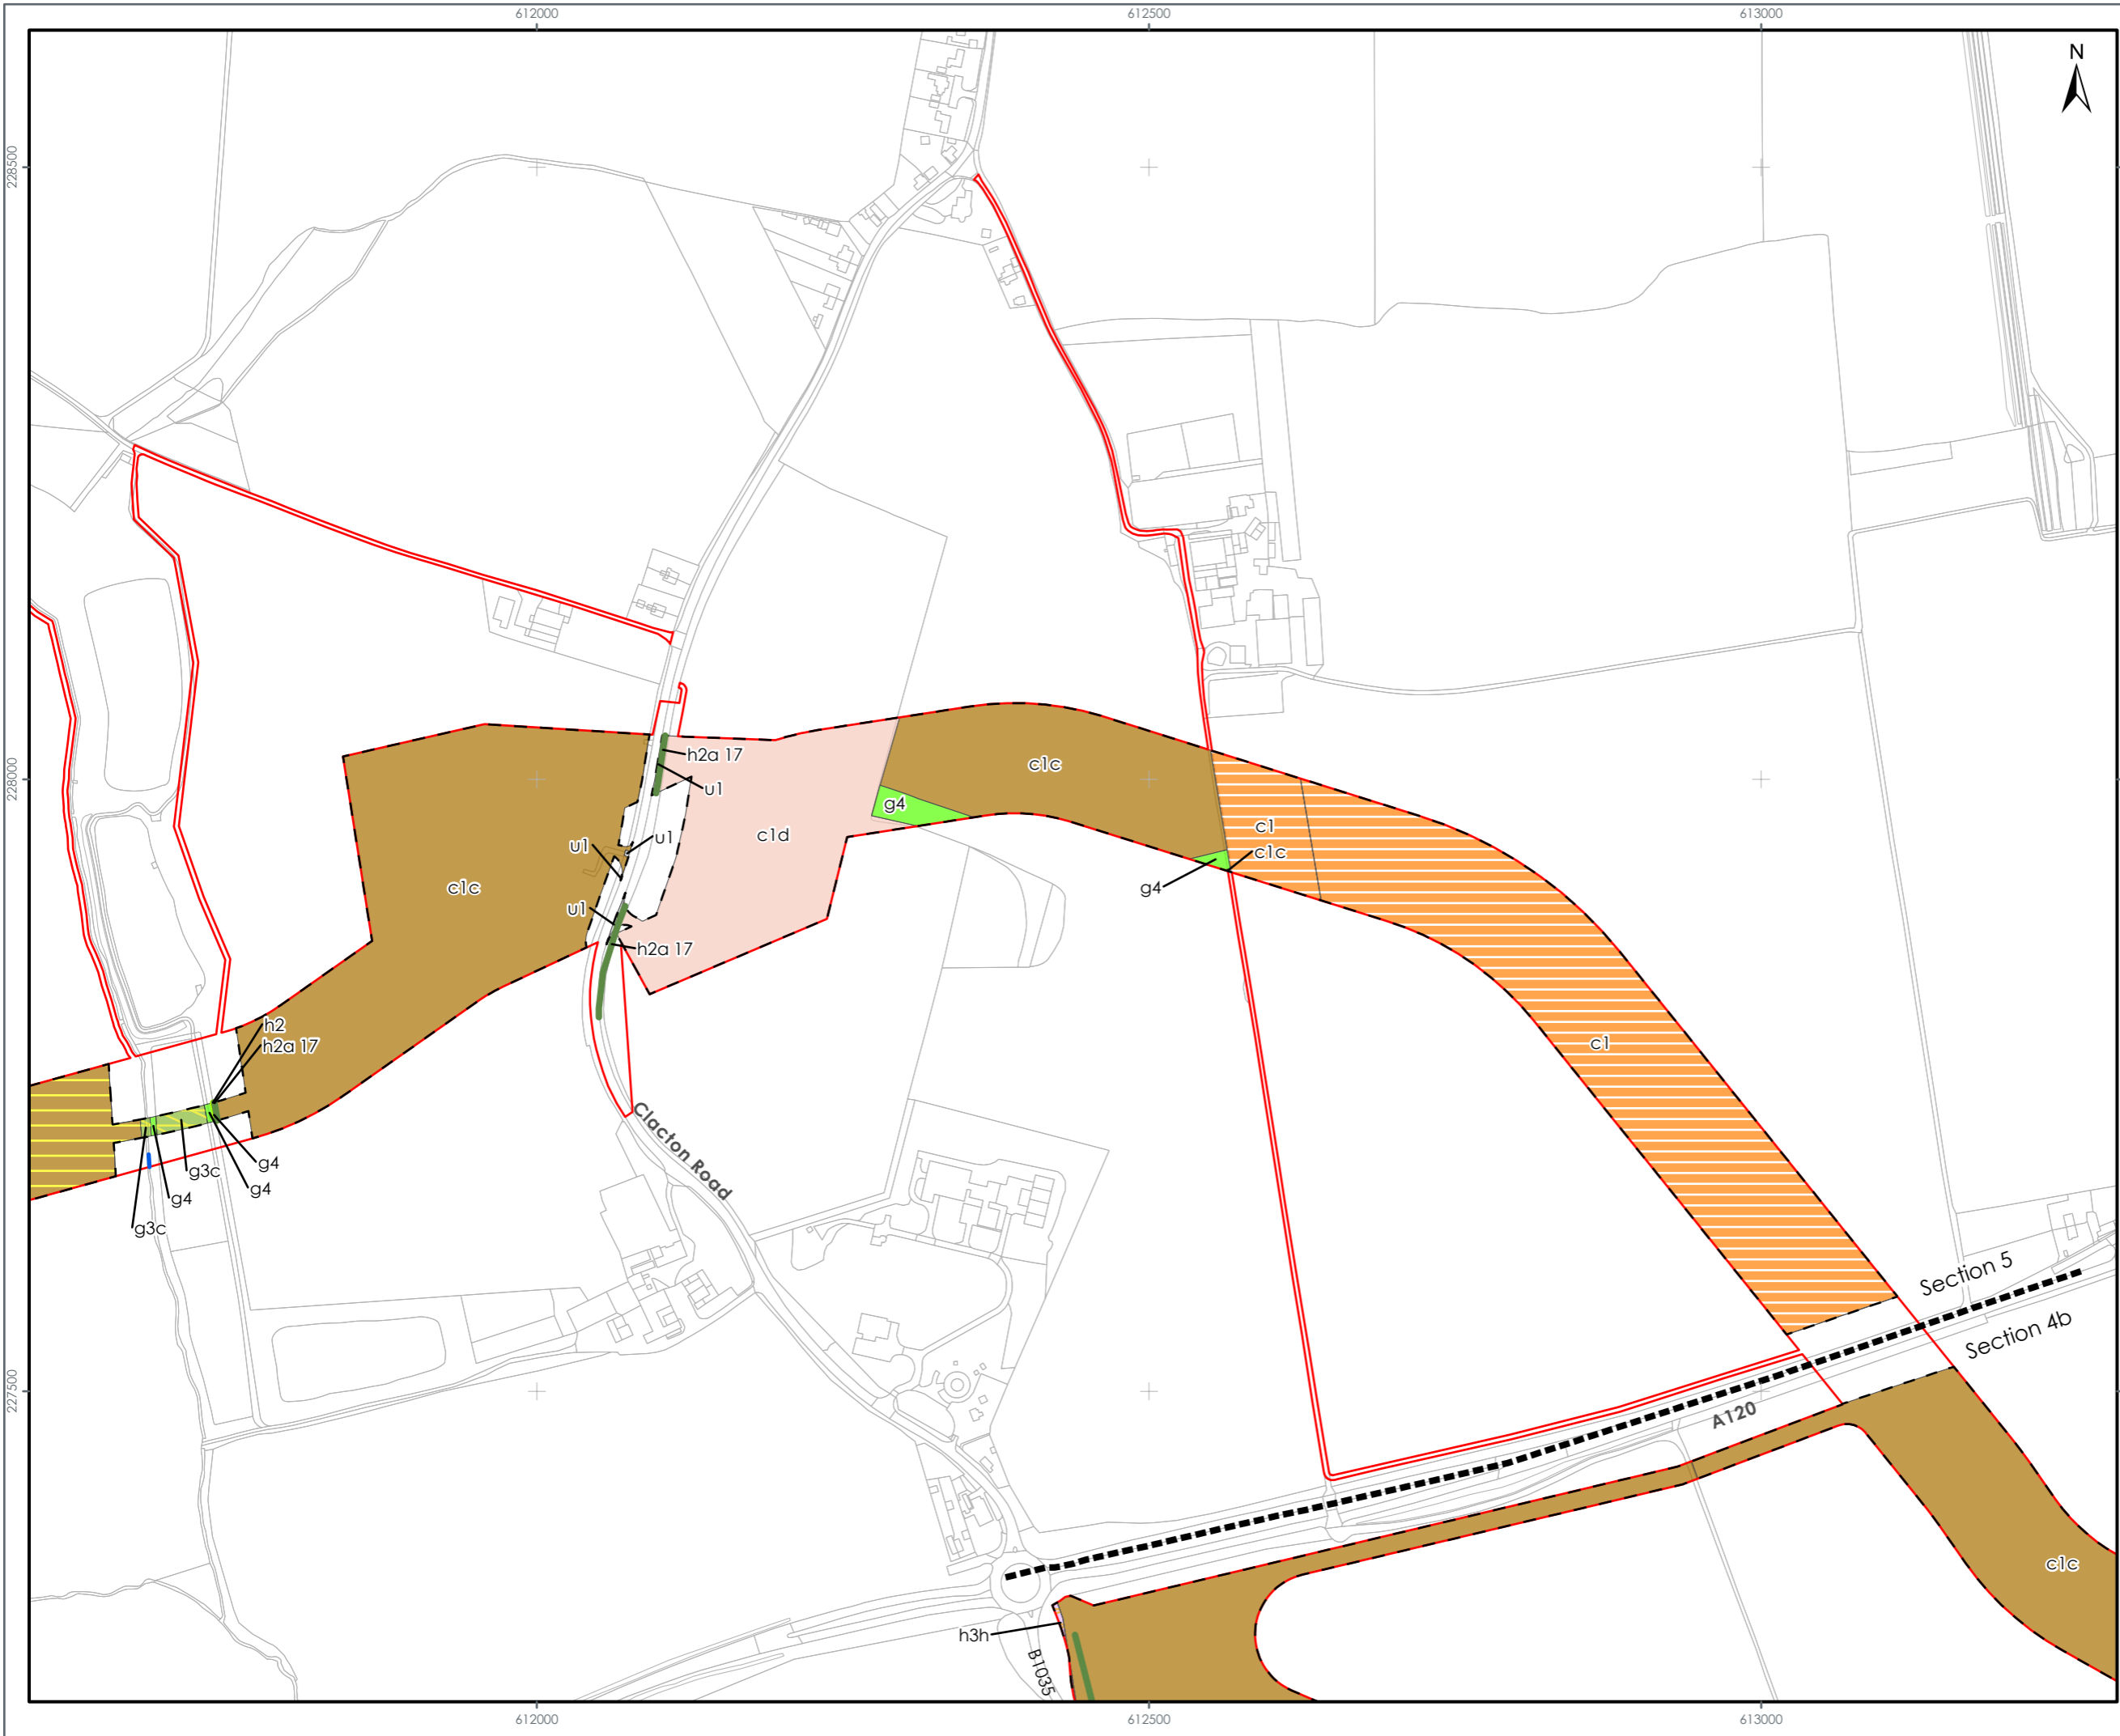 612000
612500
613000
N
228500
228000
227500
h2a 17
u1
c1c
g4
c1
c1c
g4
u1
u1
c1d
c1c
u1
h2a 17
h2
h2a 17
c1
Clacton Road
g3c
g4
g4
g4
g3c
Section 5
Section 4b
A120
c1c
h3h
B1035
612000
612500
613000